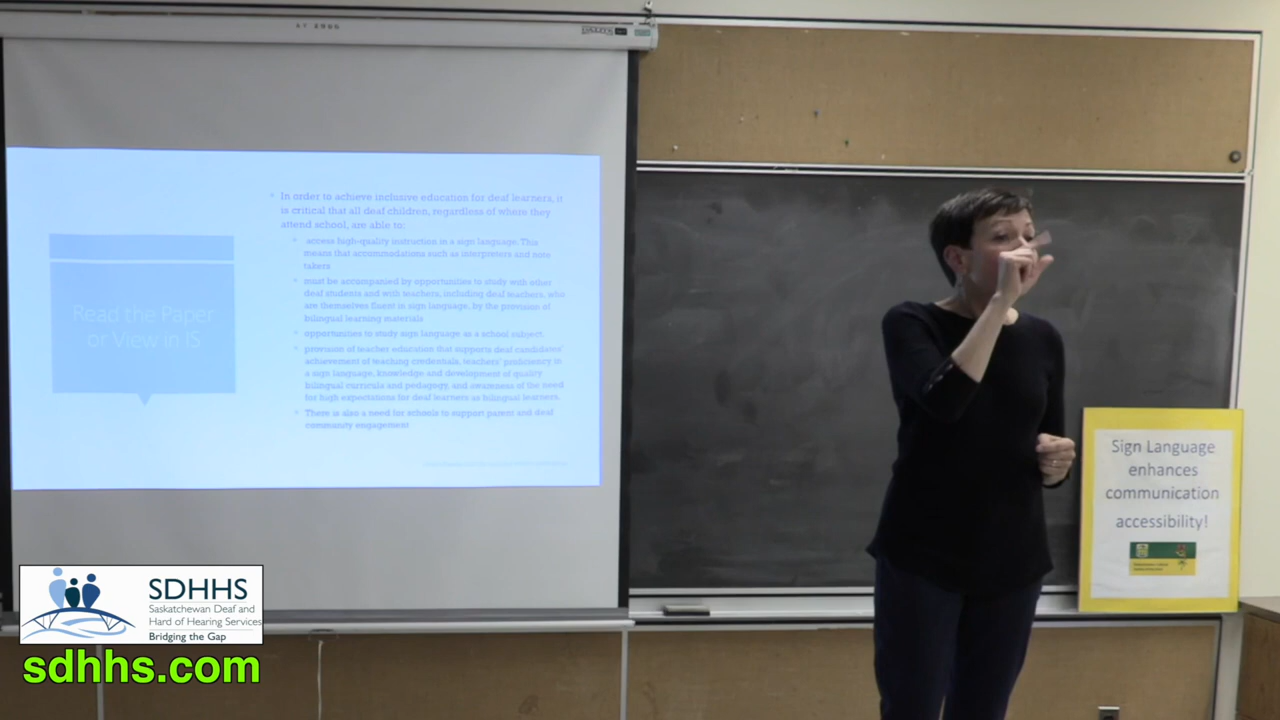 Read the Paper
or View in IS
In order to achieve inclusive education for deaf learners, it
is critical that all deaf children, regardless of where they
attend school, are able to:
access high-quality instruction in a sign language. This
means that accommodations such as interpreters and note
takers
must be accompanied by opportunities to study with other
deaf students and with teachers, including deaf teachers, who
are themselves fluent in sign language, by the provision of
bilingual learning materials
opportunities to study sign language as a school subject.
provision of teacher education that supports deaf candidates'
achievement of teaching credentials, teachers' proficiency in
a sign language, knowledge and development of quality
bilingual curricula and pedagogy, and awareness of the need
for high expectations for deaf learners as bilingual learners.
There is also a need for schools to support parent and deaf
community engagement
Sign Language
enhances
communication
accessibility!
SDHHS
Saskatchewan Deaf and
Hard of Hearing Services
Bridging the Gap
sdhhs.com